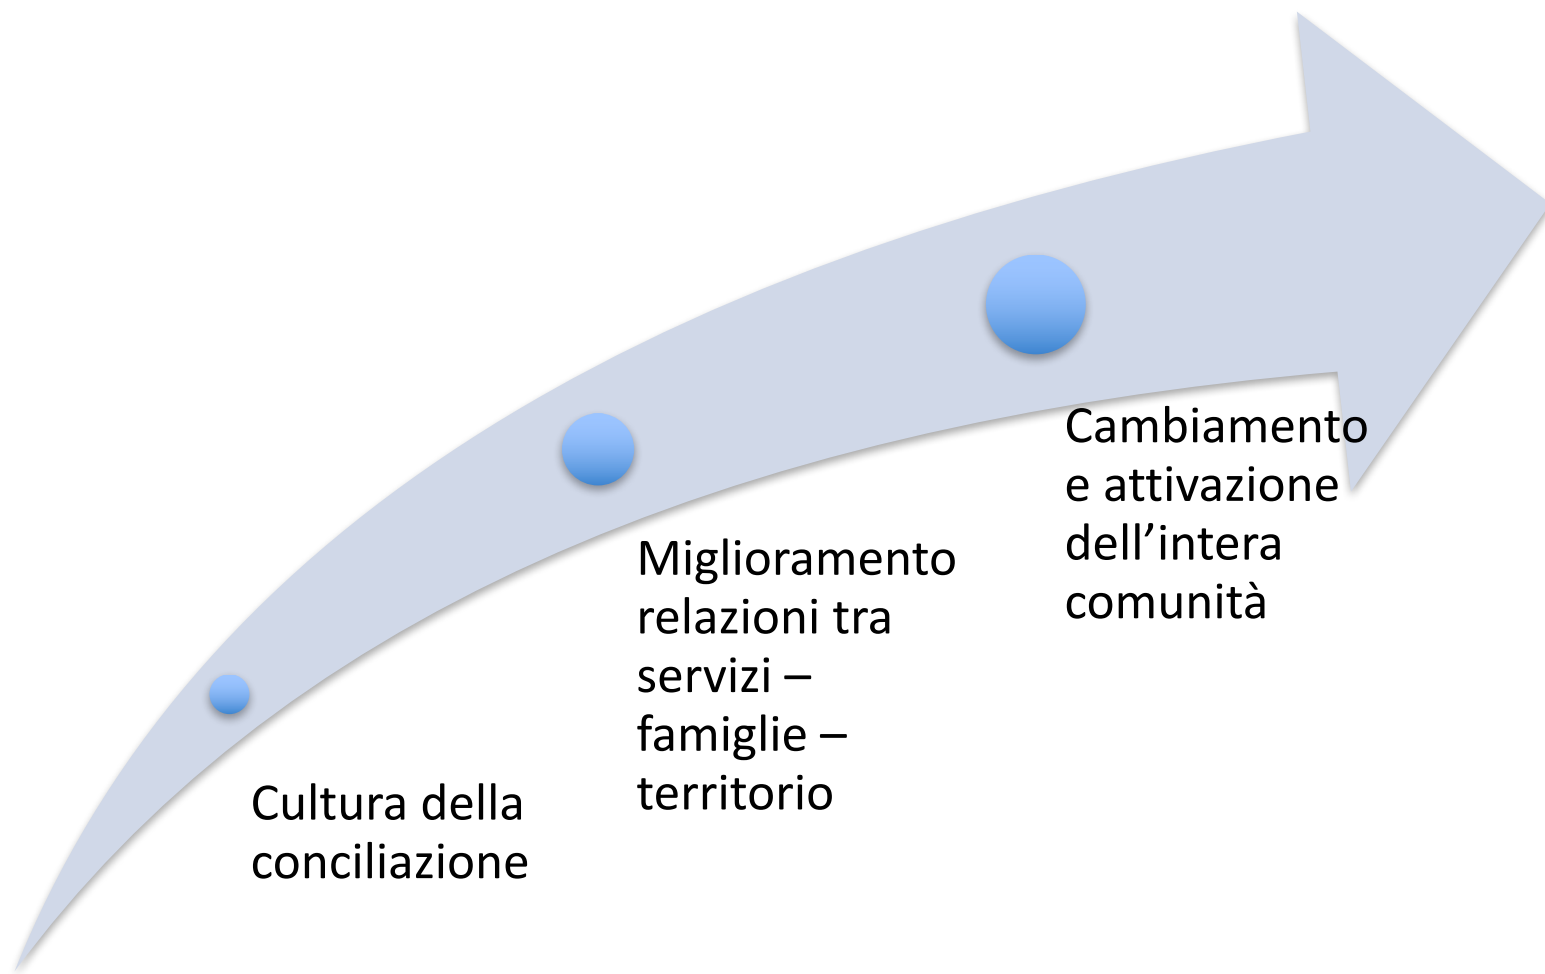 Cultura della
conciliazione
Miglioramento
relazioni tra
servizi –
famiglie –
territorio
Cambiamento
e attivazione
dell’intera
comunità